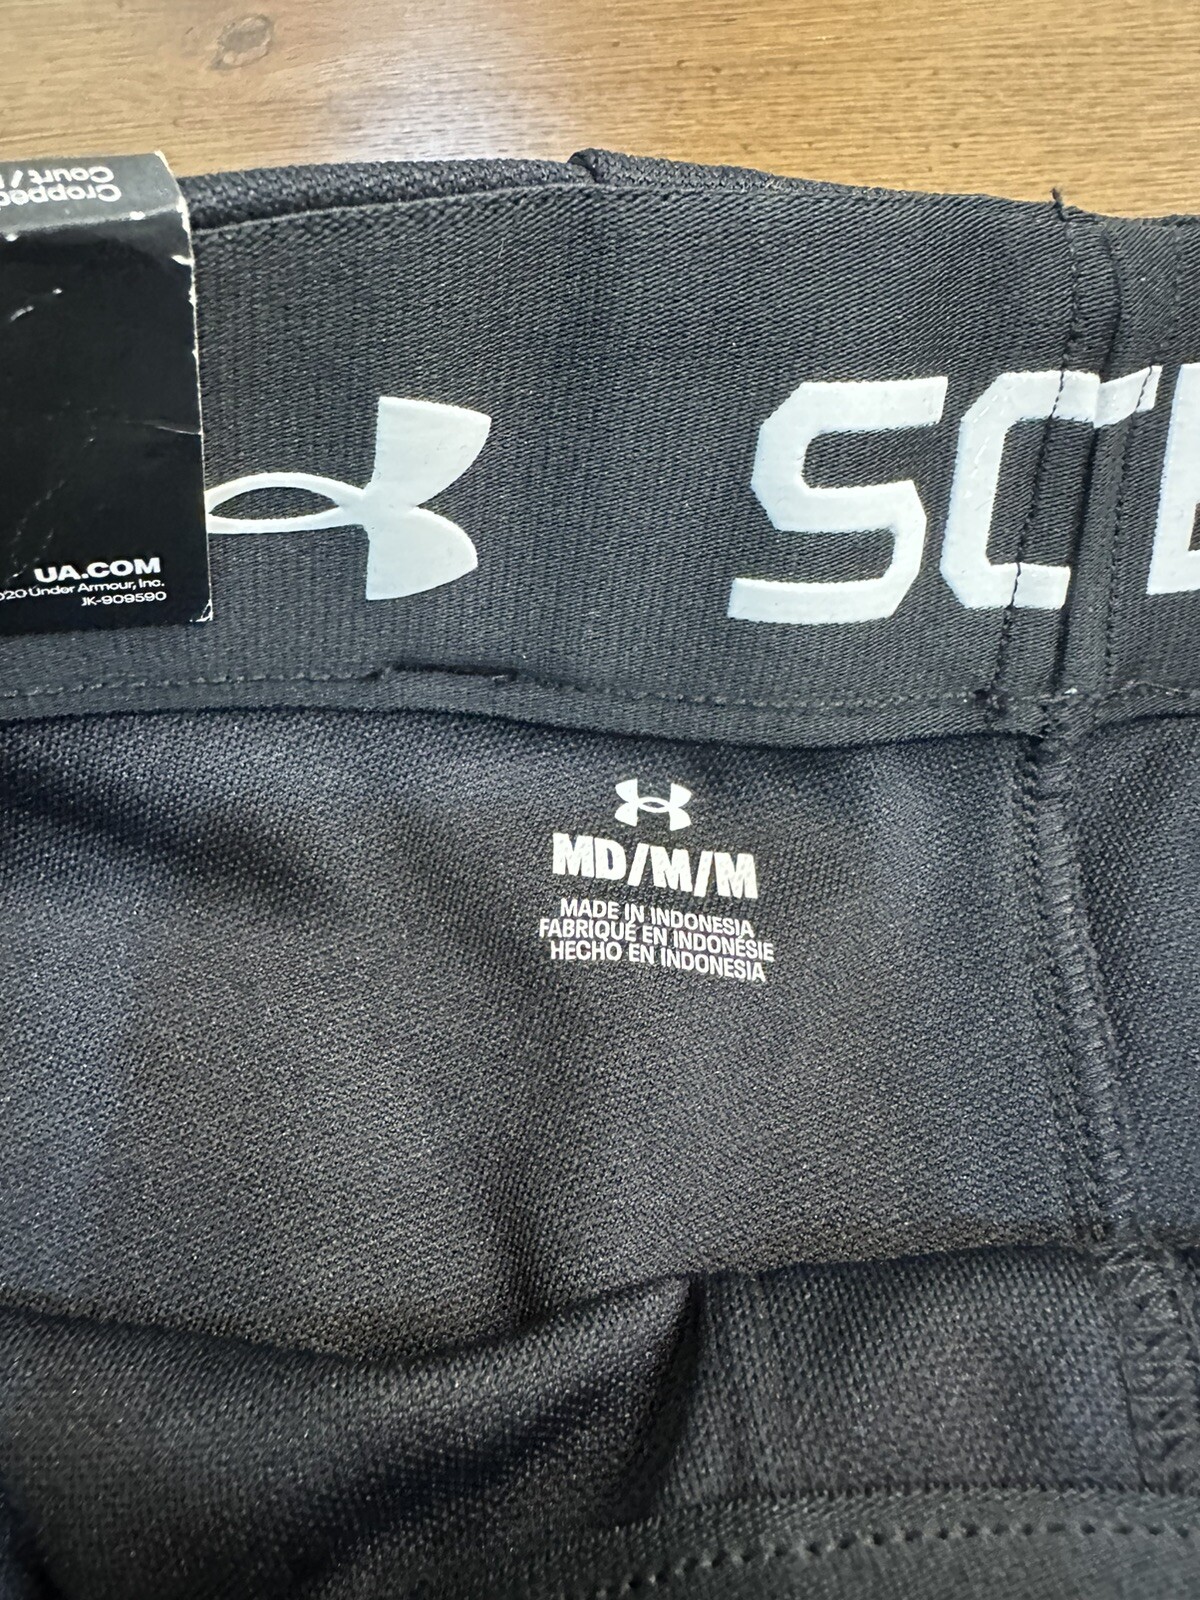 Cropped
Court /
UA.COM
Under Armour, Inc.
JK-909590
SC
MD/M/M
MADE IN INDONESIA
FABRIQUÉ EN INDONÉSIE
HECHO EN INDONESIA